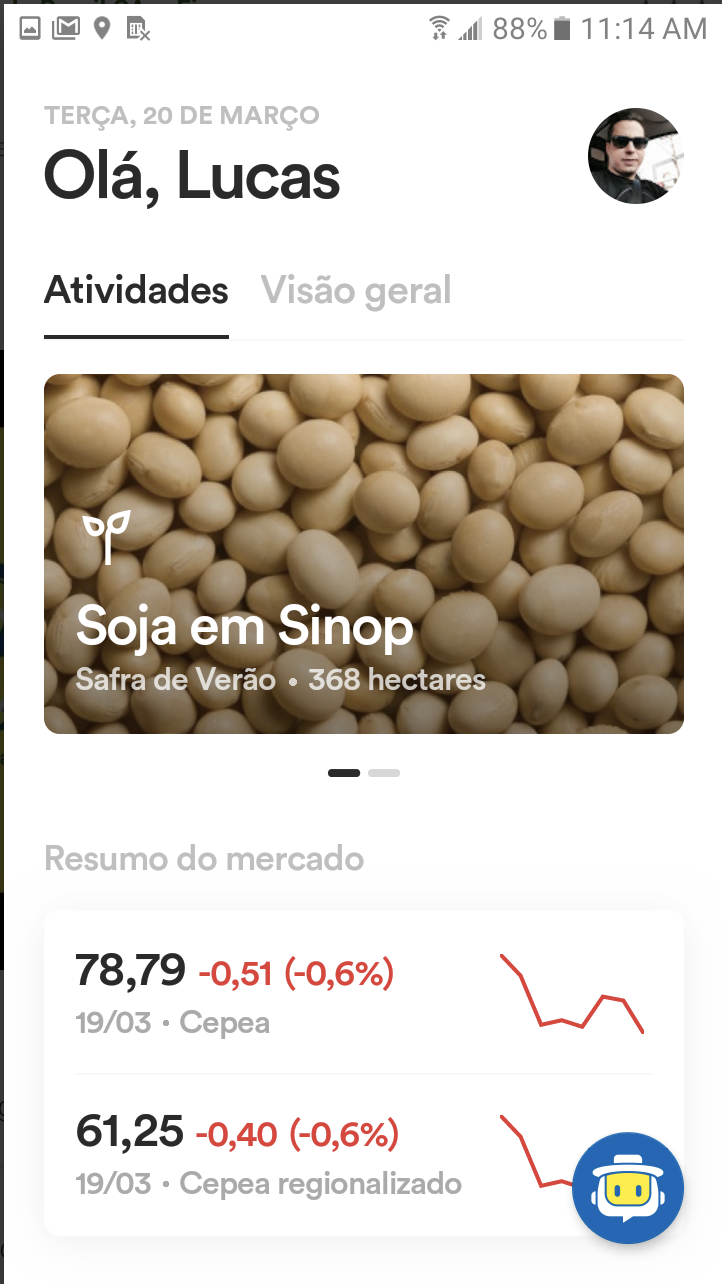 88% 11:14 AM
TERÇA, 20 DE MARÇO
Olá, Lucas
Atividades Visão geral
Soja em Sinop
Safra de Verão • 368 hectares
Resumo do mercado
78,79 -0,51 (-0,6%)
19/03 • Cepea
61,25 -0,40 (-0,6%)
19/03 • Cepea regionalizado